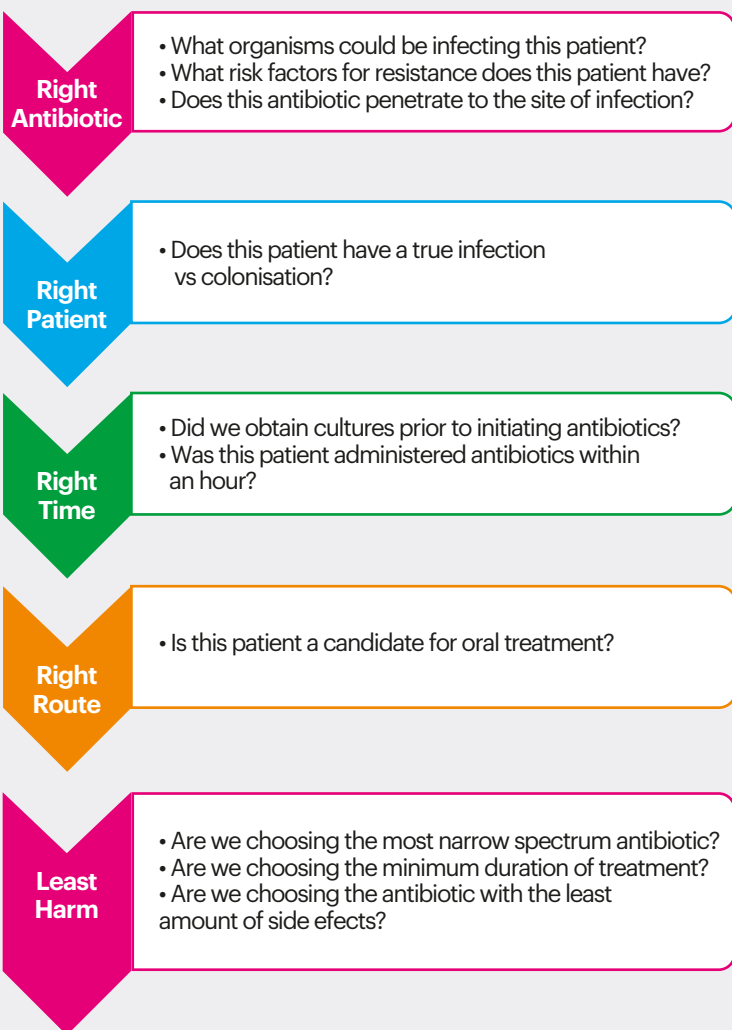 Right
Antibiotic
• What organisms could be infecting this patient?
• What risk factors for resistance does this patient have?
• Does this antibiotic penetrate to the site of infection?
Right
Patient
• Does this patient have a true infection
vs colonisation?
Right
Time
• Did we obtain cultures prior to initiating antibiotics?
• Was this patient administered antibiotics within
an hour?
Right
Route
• Is this patient a candidate for oral treatment?
Least
Harm
• Are we choosing the most narrow spectrum antibiotic?
• Are we choosing the minimum duration of treatment?
• Are we choosing the antibiotic with the least
amount of side efects?